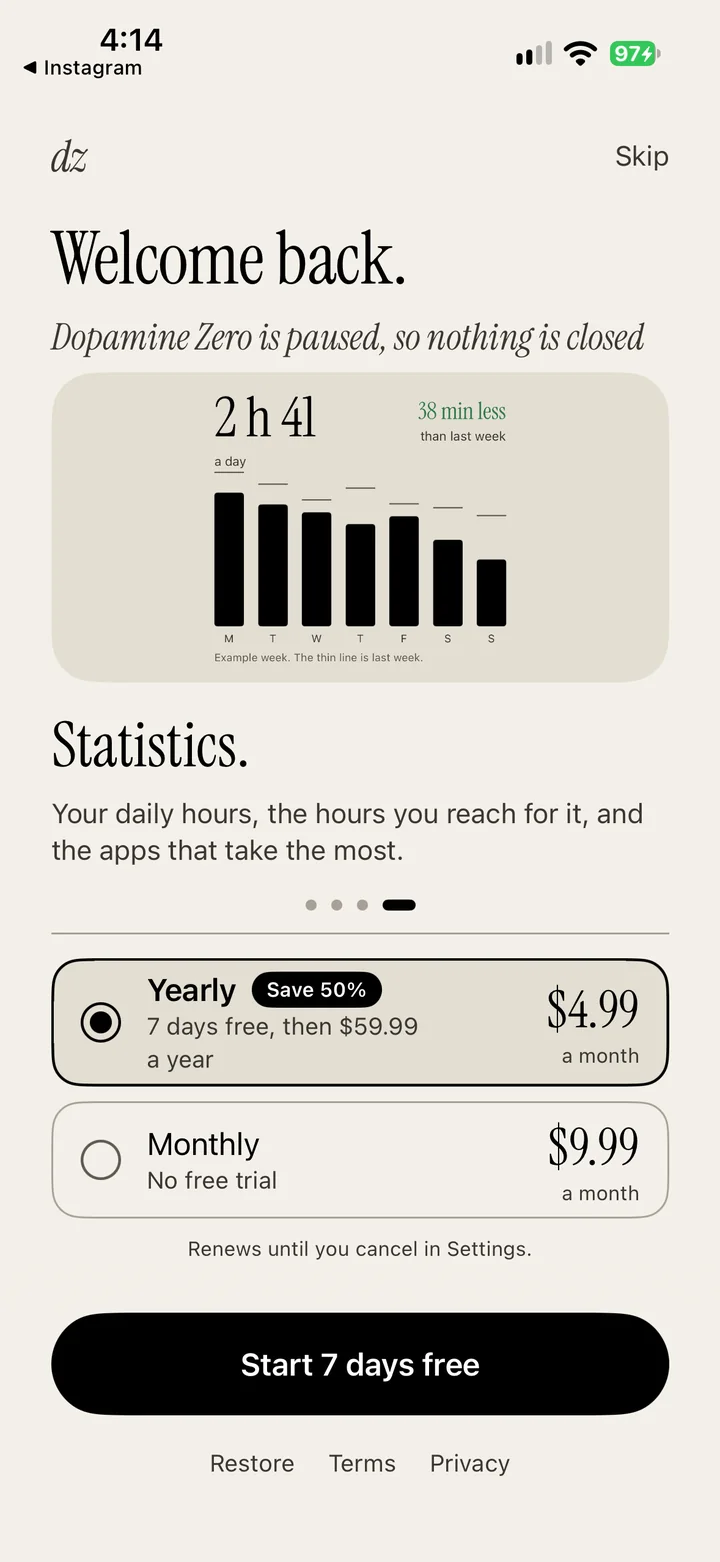 4:14
◀ Instagram
97
dz
Skip
Welcome back.
Dopamine Zero is paused, so nothing is closed
2 h 41
38 min less
than last week
a day
M T W T F S S
Example week. The thin line is last week.
Statistics.
Your daily hours, the hours you reach for it, and
the apps that take the most.
Yearly
Save 50%
7 days free, then $59.99
a year
$4.99
a month
Monthly
No free trial
$9.99
a month
Renews until you cancel in Settings.
Start 7 days free
Restore Terms Privacy